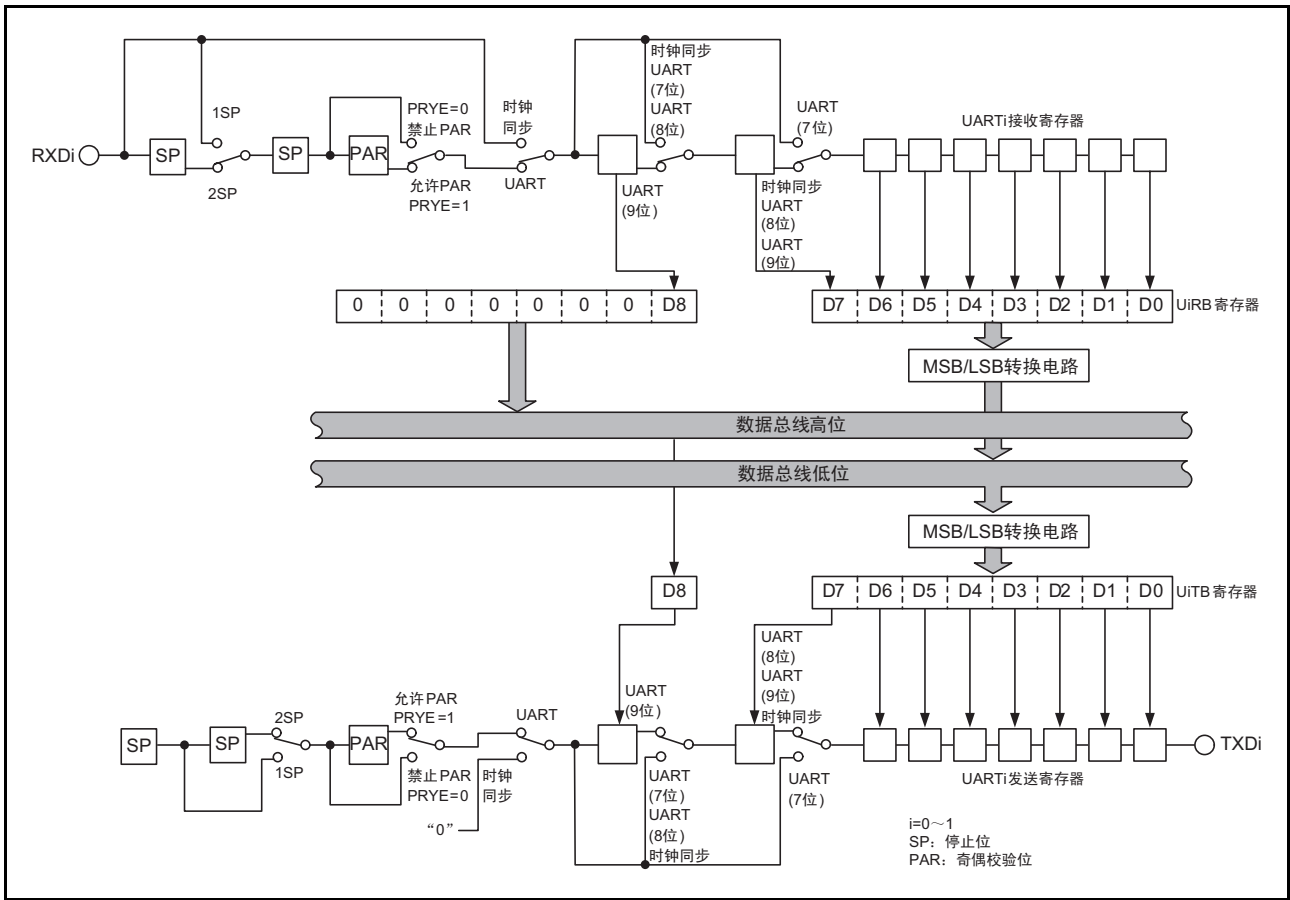 时钟同步
UART
(7位)
UART
(8位)
PRYE=0
禁止PAR
时钟
同步
UART
(7位)
1SP
UARTi接收寄存器
RXDi
SP
SP
PAR
2SP
允许PAR
PRYE=1
UART
UART
(9位)
时钟同步
UART
(8位)
UART
(9位)
0 0 0 0 0 0 0 D8
D7 D6 D5 D4 D3 D2 D1 D0
UiRB寄存器
MSB/LSB转换电路
数据总线高位
数据总线低位
MSB/LSB转换电路
D8
D7 D6 D5 D4 D3 D2 D1 D0
UiTB寄存器
UART
(8位)
UART
(9位)
时钟同步
UART
(9位)
允许PAR
PRYE=1
UART
2SP
SP
SP
PAR
TXDi
1SP
禁止PAR
PRYE=0
时钟
同步
“0”
UART
(7位)
UART
(8位)
时钟同步
UART
(7位)
UARTi发送寄存器
i=0～1
SP：停止位
PAR：奇偶校验位